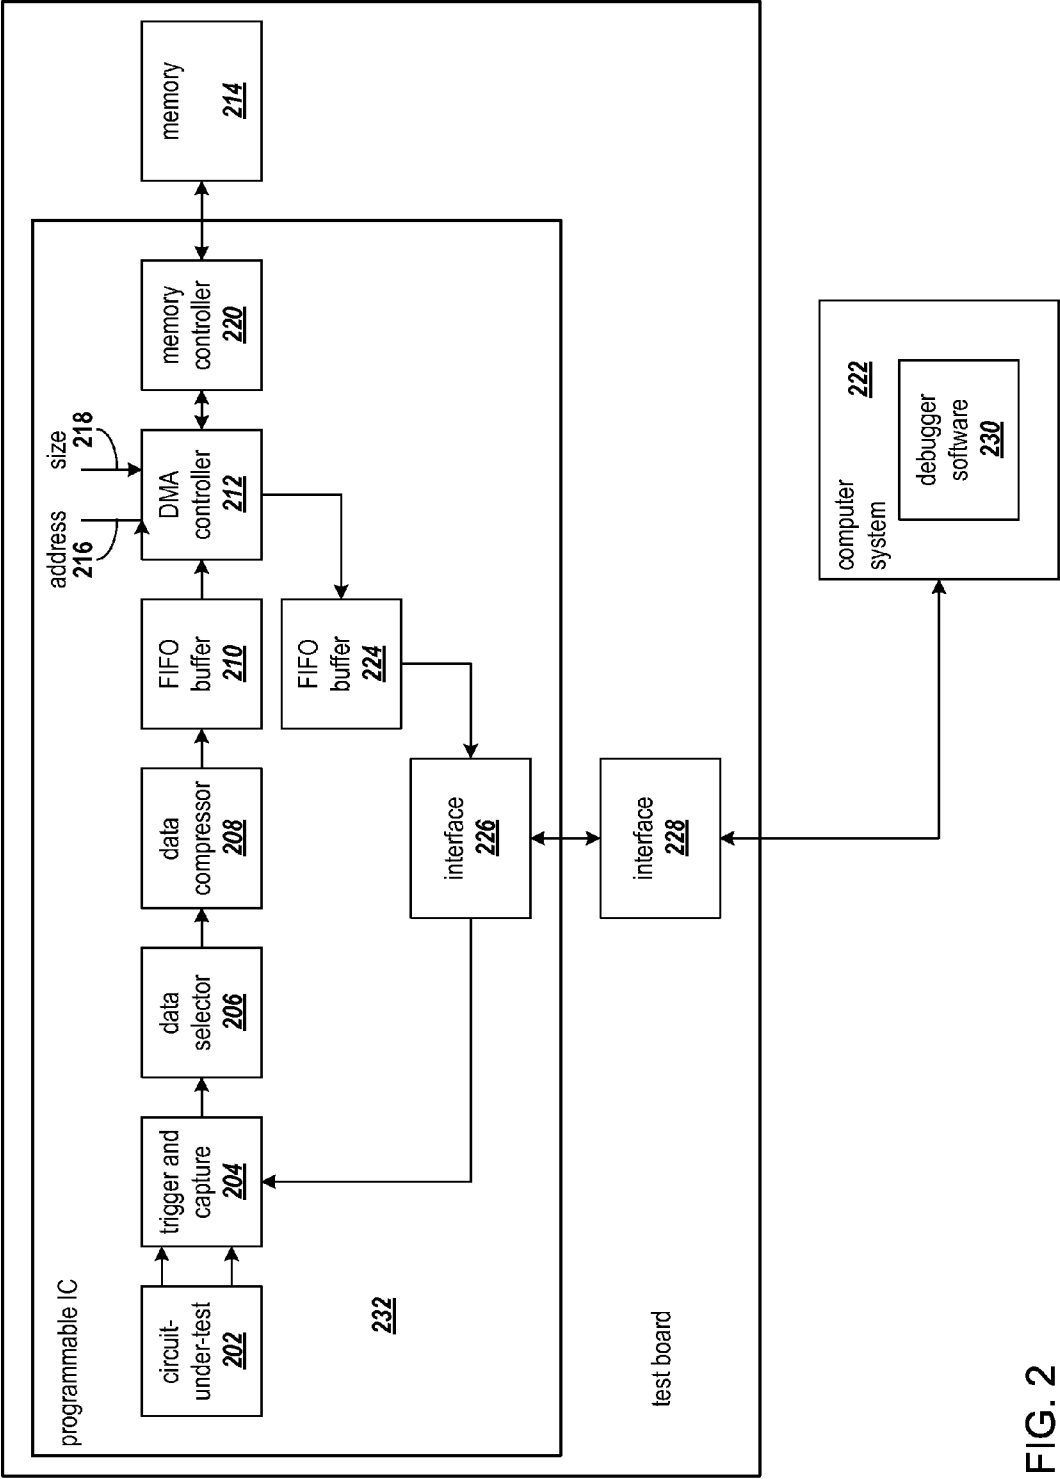 programmable IC
circuit-
under-test
202
trigger and
capture
204
data
selector
206
data
compressor
208
FIFO
buffer
210
address
216
size
218
DMA
controller
212
memory
controller
220
memory
214
FIFO
buffer
224
interface
226
232
interface
228
test board
computer
system
222
debugger
software
230
FIG. 2